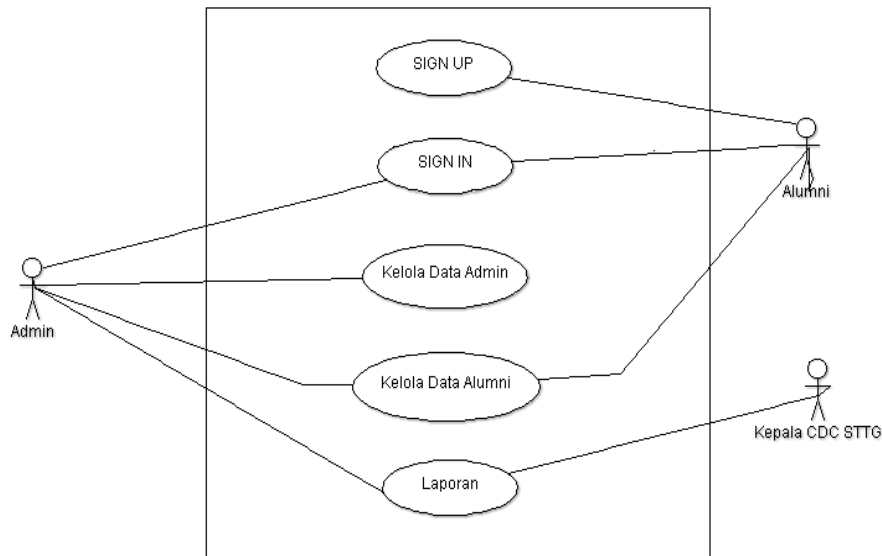 SIGN UP
SIGN IN
Alumni
Kelola Data Admin
Admin
Kelola Data Alumni
Kepala CDC STTG
Laporan